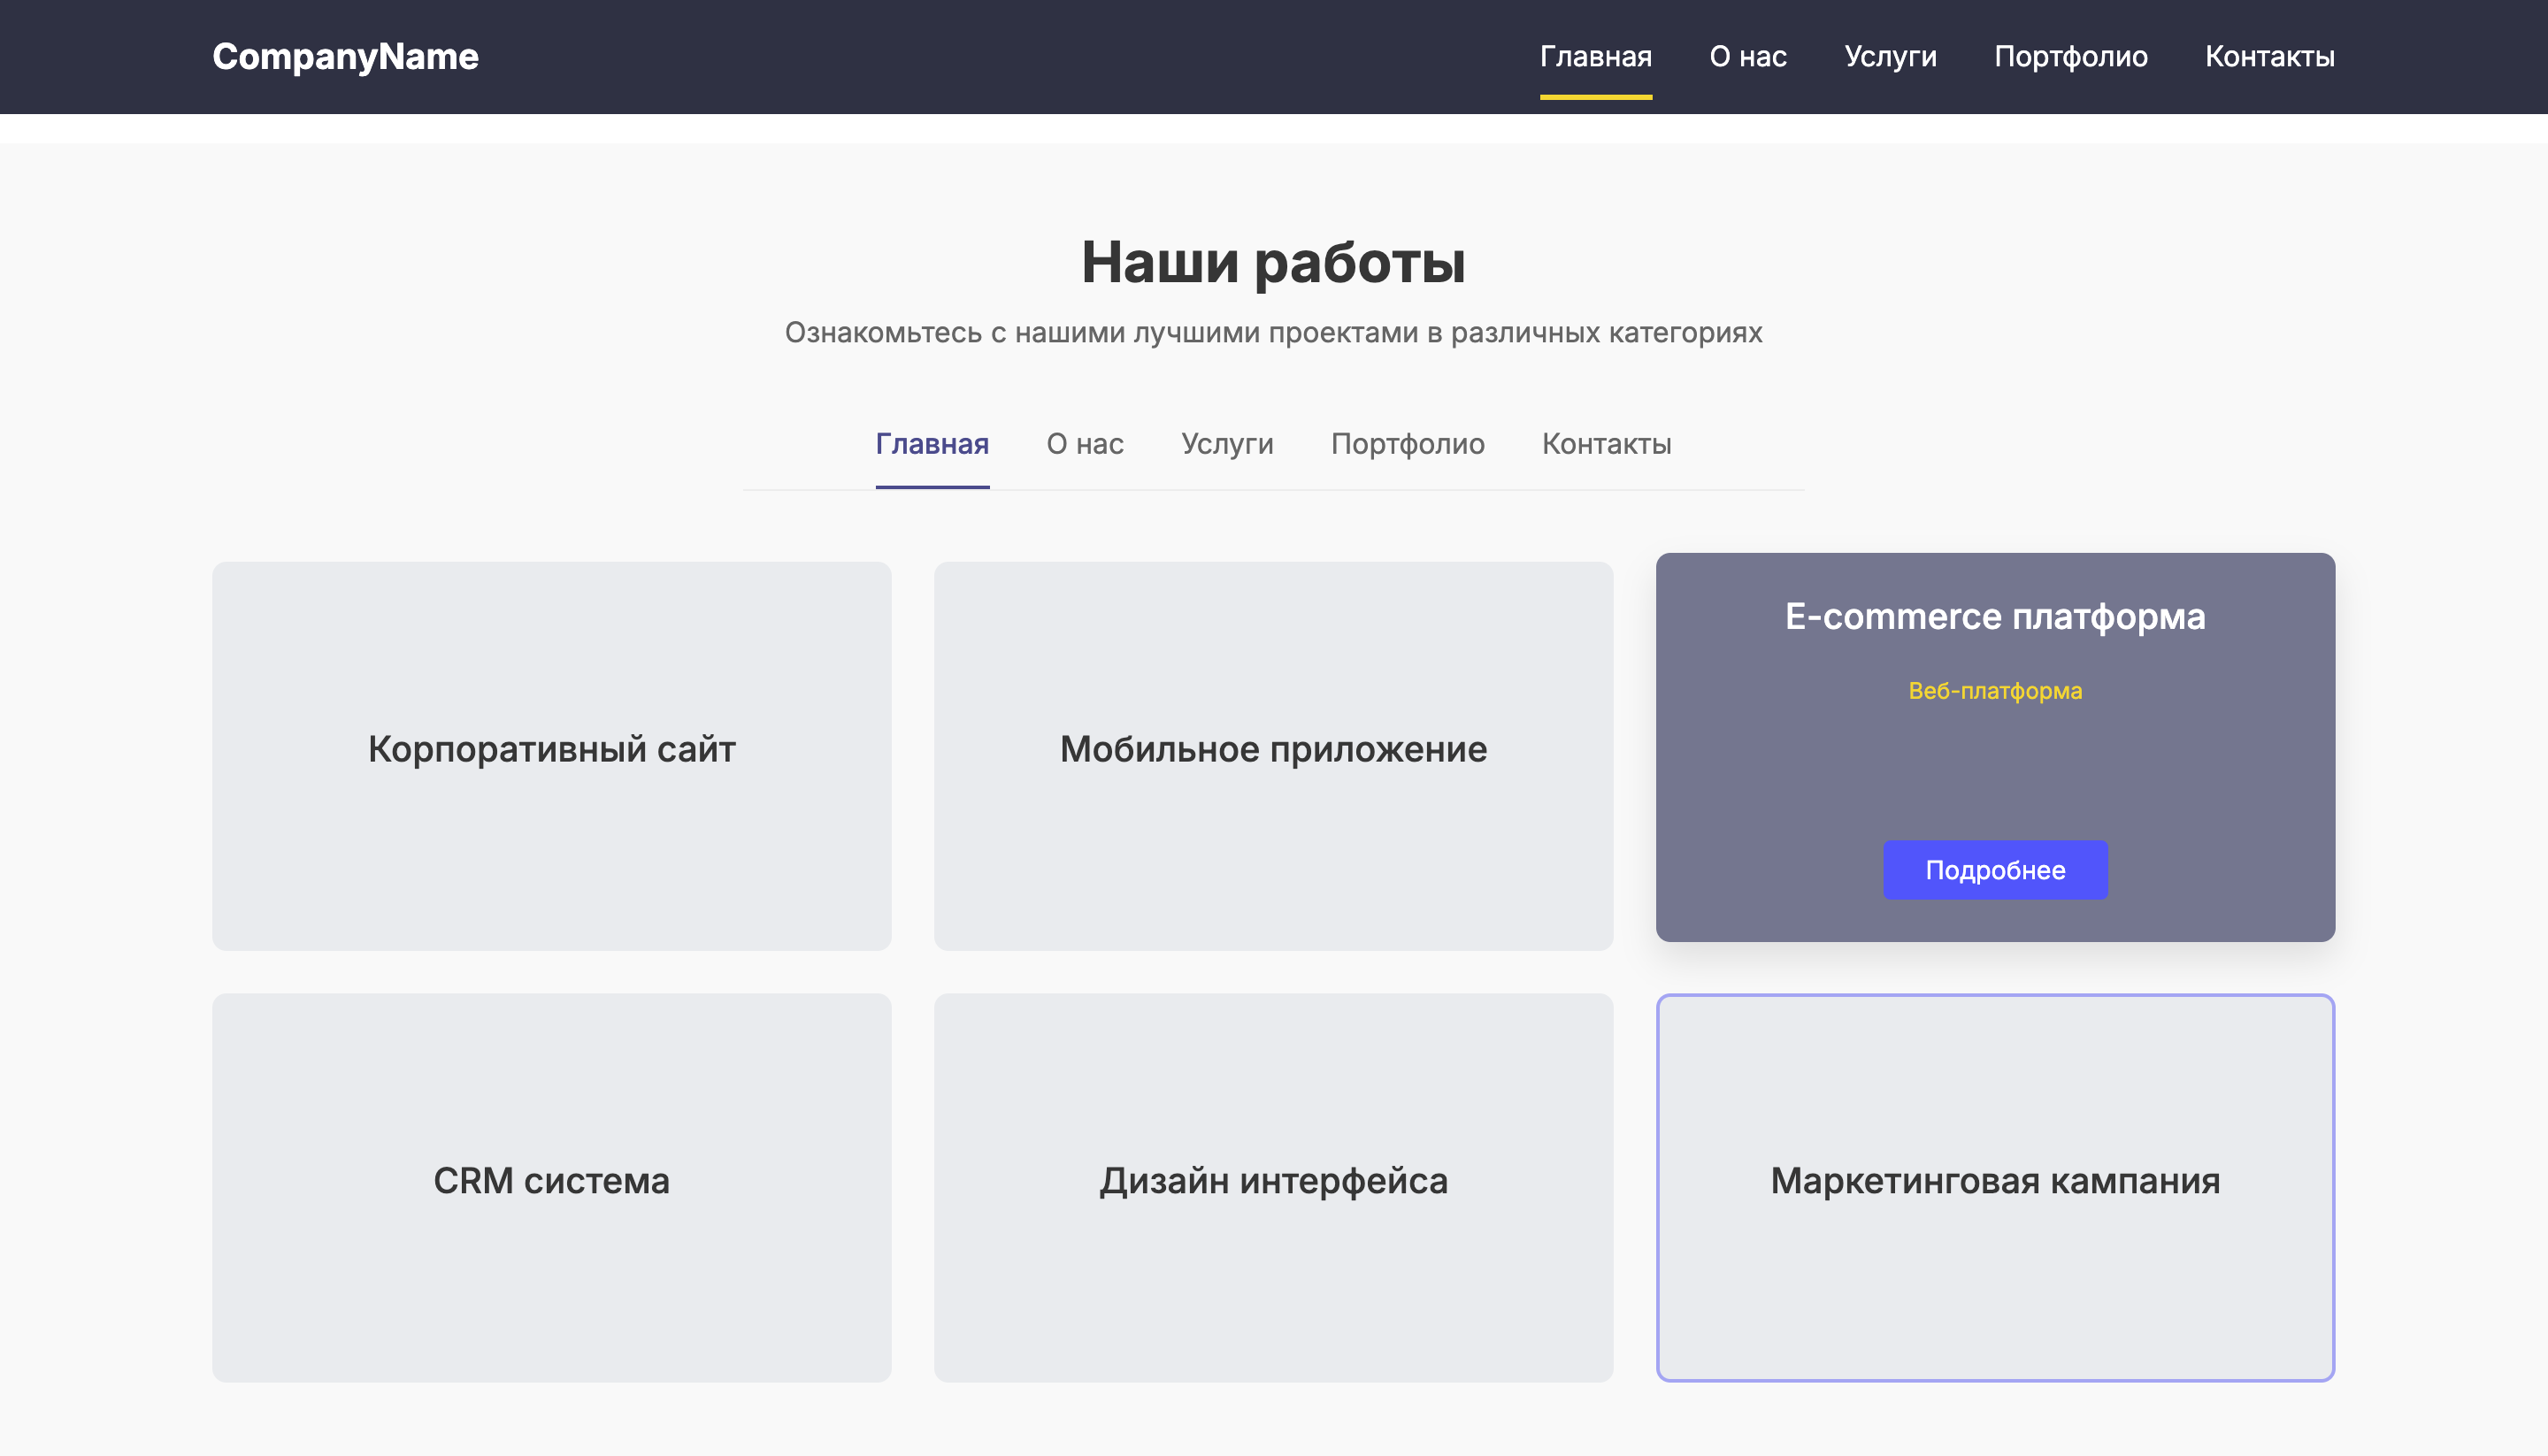 CompanyName
Главная
О нас
Услуги
Портфолио
Контакты
Наши работы
Ознакомьтесь с нашими лучшими проектами в различных категориях
Главная
О нас
Услуги
Портфолио
Контакты
Корпоративный сайт
Мобильное приложение
E-commerce платформа
Веб-платформа
Подробнее
CRM система
Дизайн интерфейса
Маркетинговая кампания